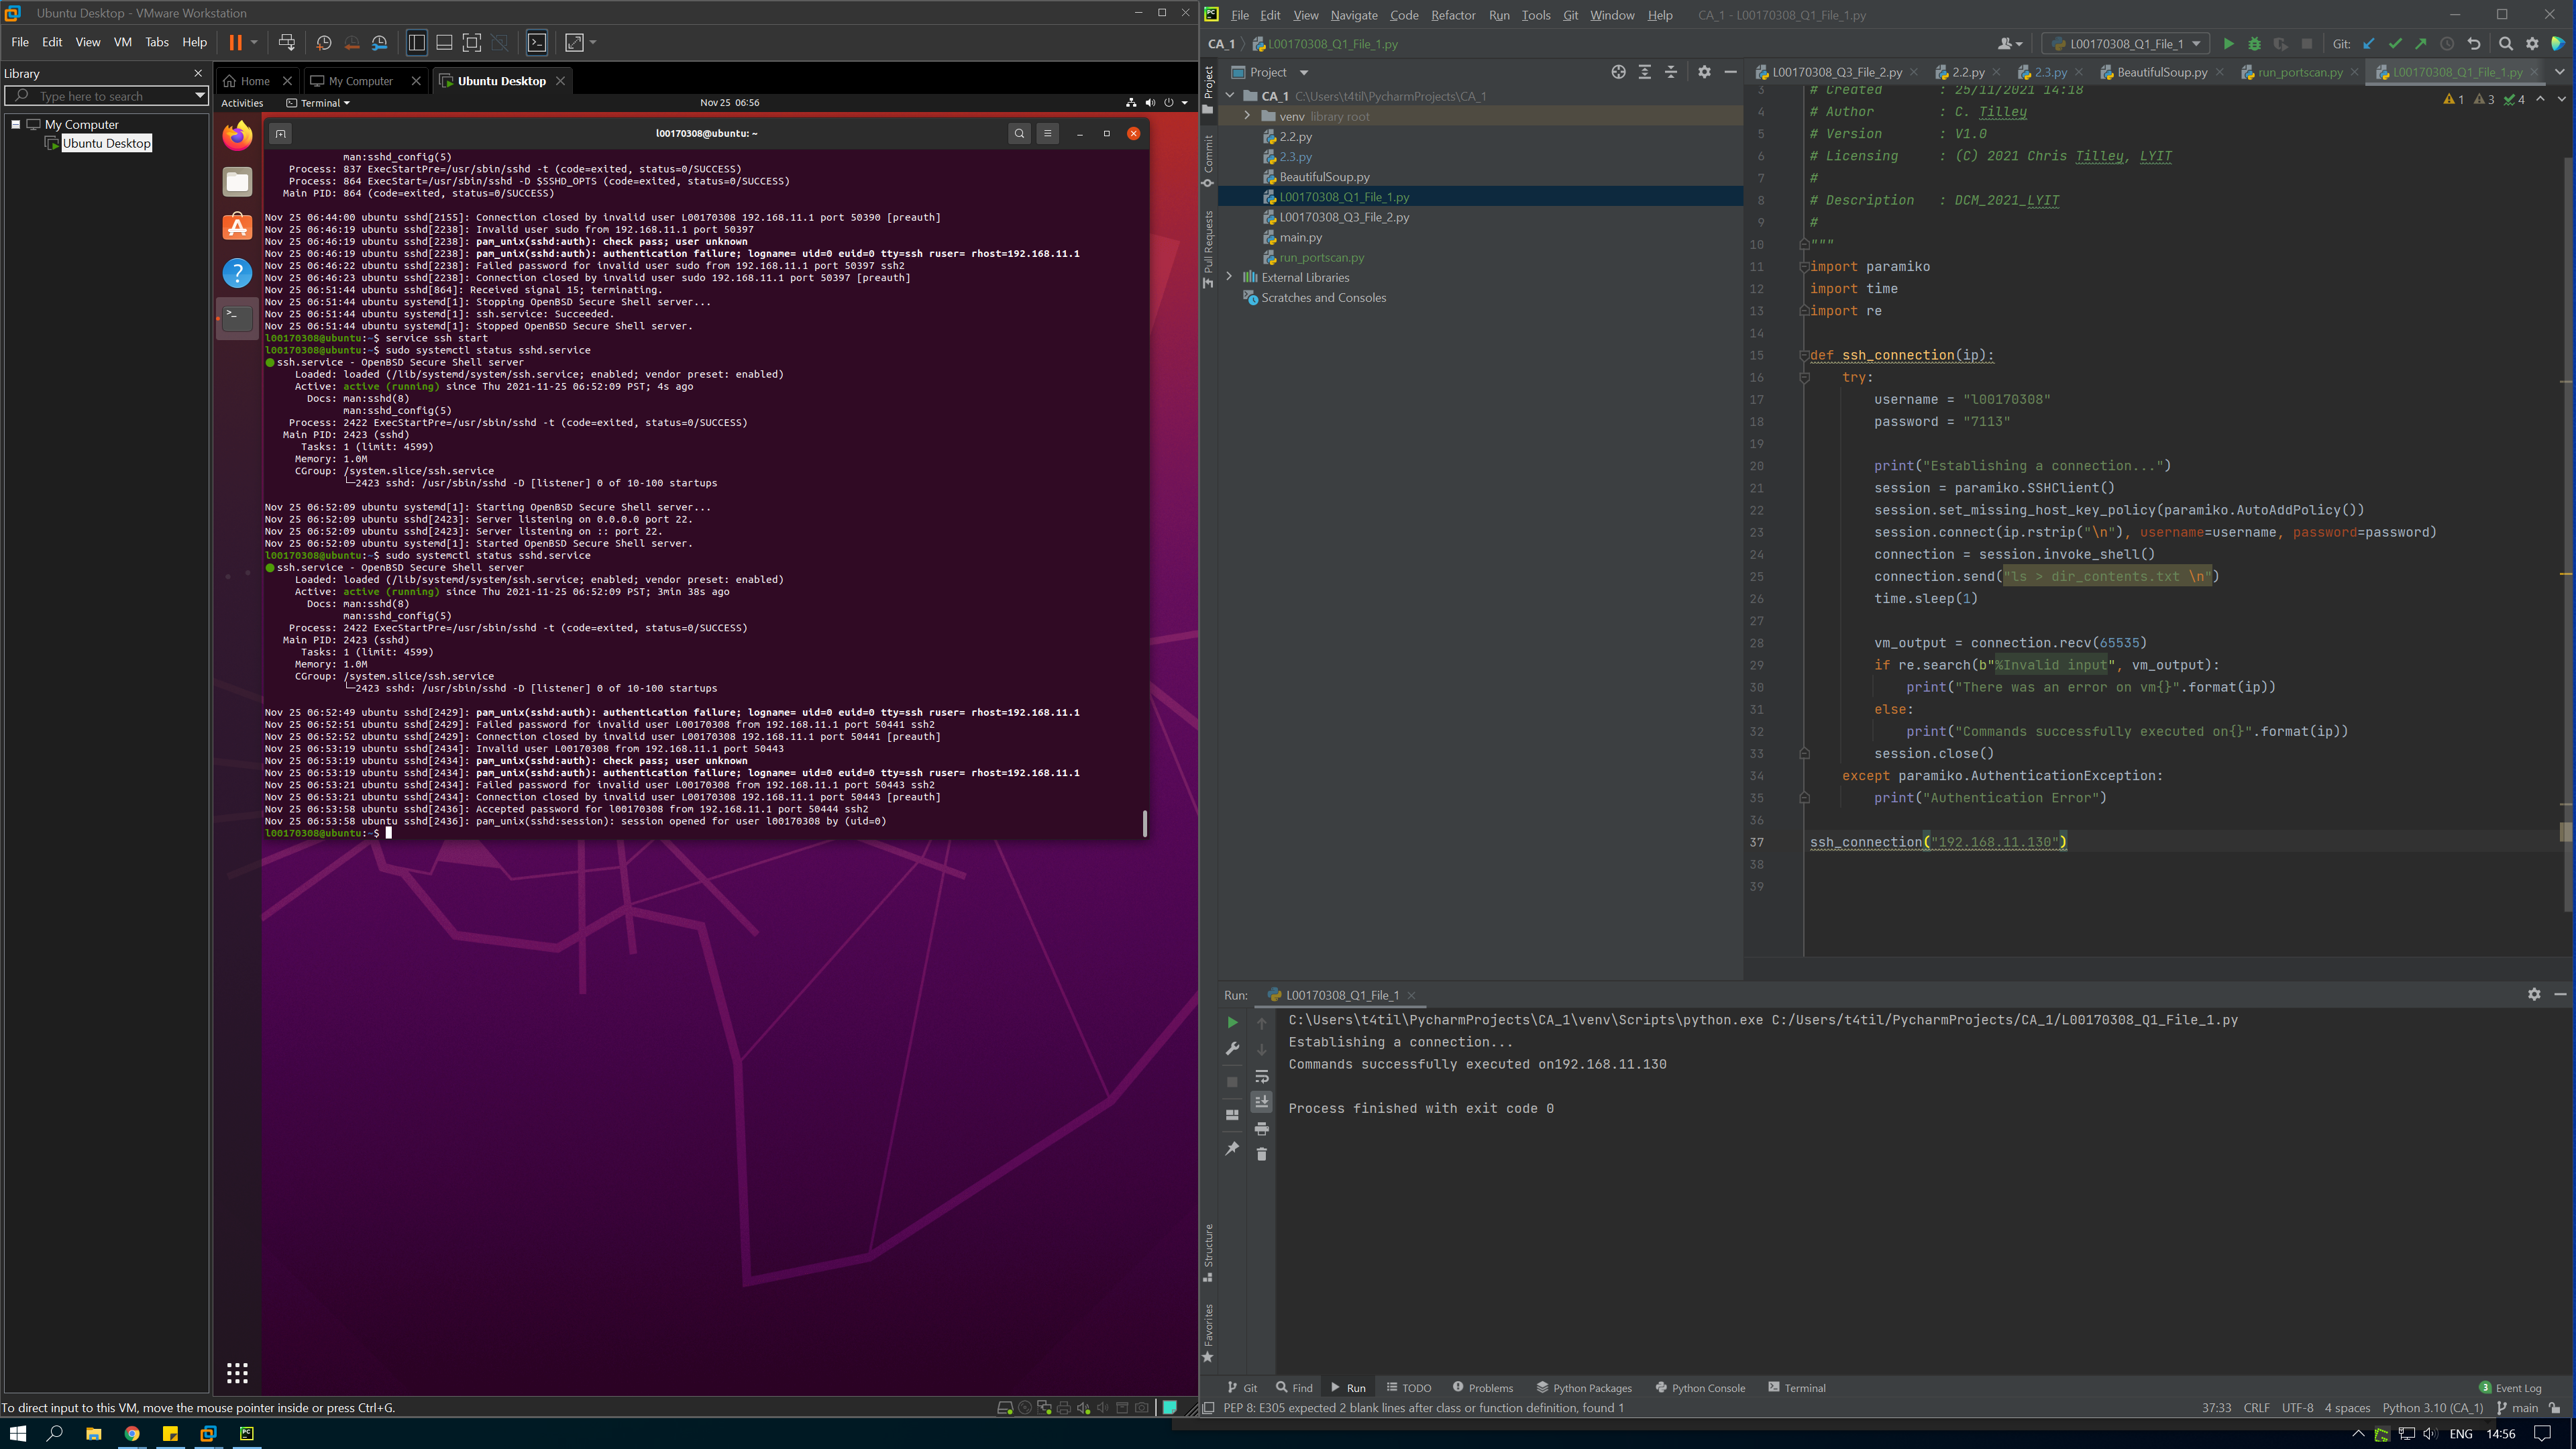 Ubuntu Desktop - VMware Workstation
File Edit View VM Tabs Help
Library
Type here to search
My Computer
Ubuntu Desktop
Home
My Computer
Ubuntu Desktop
Activities
Terminal
Nov 25 06:56
l00170308@ubuntu: ~
man:sshd_config(5)
Process: 837 ExecStartPre=/usr/sbin/sshd -t (code=exited, status=0/SUCCESS)
Process: 864 ExecStart=/usr/sbin/sshd -D $SSHD_OPTS (code=exited, status=0/SUCCESS)
Main PID: 864 (code=exited, status=0/SUCCESS)
Nov 25 06:44:00 ubuntu sshd[2155]: Connection closed by invalid user L00170308 192.168.11.1 port 50390 [preauth]
Nov 25 06:46:19 ubuntu sshd[2238]: Invalid user sudo from 192.168.11.1 port 50397
Nov 25 06:46:19 ubuntu sshd[2238]: pam_unix(sshd:auth): check pass; user unknown
Nov 25 06:46:19 ubuntu sshd[2238]: pam_unix(sshd:auth): authentication failure; logname= uid=0 euid=0 tty=ssh ruser= rhost=192.168.11.1
Nov 25 06:46:22 ubuntu sshd[2238]: Failed password for invalid user sudo from 192.168.11.1 port 50397 ssh2
Nov 25 06:46:23 ubuntu sshd[2238]: Connection closed by invalid user sudo 192.168.11.1 port 50397 [preauth]
Nov 25 06:51:44 ubuntu sshd[864]: Received signal 15; terminating.
Nov 25 06:51:44 ubuntu systemd[1]: Stopping OpenBSD Secure Shell server...
Nov 25 06:51:44 ubuntu systemd[1]: ssh.service: Succeeded.
Nov 25 06:51:44 ubuntu systemd[1]: Stopped OpenBSD Secure Shell server.
l00170308@ubuntu:~$ service ssh start
l00170308@ubuntu:~$ sudo systemctl status sshd.service
● ssh.service - OpenBSD Secure Shell server
Loaded: loaded (/lib/systemd/system/ssh.service; enabled; vendor preset: enabled)
Active: active (running) since Thu 2021-11-25 06:52:09 PST; 4s ago
Docs: man:sshd(8)
man:sshd_config(5)
Process: 2422 ExecStartPre=/usr/sbin/sshd -t (code=exited, status=0/SUCCESS)
Main PID: 2423 (sshd)
Tasks: 1 (limit: 4599)
Memory: 1.0M
CGroup: /system.slice/ssh.service
└─2423 sshd: /usr/sbin/sshd -D [listener] 0 of 10-100 startups
Nov 25 06:52:09 ubuntu systemd[1]: Starting OpenBSD Secure Shell server...
Nov 25 06:52:09 ubuntu sshd[2423]: Server listening on 0.0.0.0 port 22.
Nov 25 06:52:09 ubuntu sshd[2423]: Server listening on :: port 22.
Nov 25 06:52:09 ubuntu systemd[1]: Started OpenBSD Secure Shell server.
l00170308@ubuntu:~$ sudo systemctl status sshd.service
● ssh.service - OpenBSD Secure Shell server
Loaded: loaded (/lib/systemd/system/ssh.service; enabled; vendor preset: enabled)
Active: active (running) since Thu 2021-11-25 06:52:09 PST; 3min 38s ago
Docs: man:sshd(8)
man:sshd_config(5)
Process: 2422 ExecStartPre=/usr/sbin/sshd -t (code=exited, status=0/SUCCESS)
Main PID: 2423 (sshd)
Tasks: 1 (limit: 4599)
Memory: 1.0M
CGroup: /system.slice/ssh.service
└─2423 sshd: /usr/sbin/sshd -D [listener] 0 of 10-100 startups
Nov 25 06:52:49 ubuntu sshd[2429]: pam_unix(sshd:auth): authentication failure; logname= uid=0 euid=0 tty=ssh ruser= rhost=192.168.11.1
Nov 25 06:52:51 ubuntu sshd[2429]: Failed password for invalid user L00170308 from 192.168.11.1 port 50441 ssh2
Nov 25 06:52:52 ubuntu sshd[2429]: Connection closed by invalid user L00170308 192.168.11.1 port 50441 [preauth]
Nov 25 06:53:19 ubuntu sshd[2434]: Invalid user L00170308 from 192.168.11.1 port 50443
Nov 25 06:53:19 ubuntu sshd[2434]: pam_unix(sshd:auth): check pass; user unknown
Nov 25 06:53:19 ubuntu sshd[2434]: pam_unix(sshd:auth): authentication failure; logname= uid=0 euid=0 tty=ssh ruser= rhost=192.168.11.1
Nov 25 06:53:21 ubuntu sshd[2434]: Failed password for invalid user L00170308 from 192.168.11.1 port 50443 ssh2
Nov 25 06:53:21 ubuntu sshd[2434]: Connection closed by invalid user L00170308 192.168.11.1 port 50443 [preauth]
Nov 25 06:53:58 ubuntu sshd[2436]: Accepted password for l00170308 from 192.168.11.1 port 50444 ssh2
Nov 25 06:53:58 ubuntu sshd[2436]: pam_unix(sshd:session): session opened for user l00170308 by (uid=0)
l00170308@ubuntu:~$
To direct input to this VM, move the mouse pointer inside or press Ctrl+G.
File Edit View Navigate Code Refactor Run Tools Git Window Help CA_1 - L00170308_Q1_File_1.py
CA_1 L00170308_Q1_File_1.py
L00170308_Q1_File_1
Git:
Project
Commit
Pull Requests
Structure
Favorites
Project
CA_1 C:\Users\t4til\PycharmProjects\CA_1
venv library root
2.2.py
2.3.py
BeautifulSoup.py
L00170308_Q1_File_1.py
L00170308_Q3_File_2.py
main.py
run_portscan.py
External Libraries
Scratches and Consoles
L00170308_Q3_File_2.py 2.2.py 2.3.py BeautifulSoup.py run_portscan.py L00170308_Q1_File_1.py
1 3 4
3 # Created : 25/11/2021 14:18
4 # Author : C. Tilley
5 # Version : V1.0
6 # Licensing : (C) 2021 Chris Tilley, LYIT
7 #
8 # Description : DCM_2021_LYIT
9 #
10 """
11 import paramiko
12 import time
13 import re
14
15 def ssh_connection(ip):
16 try:
17 username = "l00170308"
18 password = "7113"
19
20 print("Establishing a connection...")
21 session = paramiko.SSHClient()
22 session.set_missing_host_key_policy(paramiko.AutoAddPolicy())
23 session.connect(ip.rstrip("\n"), username=username, password=password)
24 connection = session.invoke_shell()
25 connection.send("ls > dir_contents.txt \n")
26 time.sleep(1)
27
28 vm_output = connection.recv(65535)
29 if re.search(b"%Invalid input", vm_output):
30 print("There was an error on vm{}".format(ip))
31 else:
32 print("Commands successfully executed on{}".format(ip))
33 session.close()
34 except paramiko.AuthenticationException:
35 print("Authentication Error")
36
37 ssh_connection("192.168.11.130")
38
39
Run: L00170308_Q1_File_1
C:\Users\t4til\PycharmProjects\CA_1\venv\Scripts\python.exe C:/Users/t4til/PycharmProjects/CA_1/L00170308_Q1_File_1.py
Establishing a connection...
Commands successfully executed on192.168.11.130
Process finished with exit code 0
Git Find Run TODO Problems Python Packages Python Console Terminal 3 Event Log
PEP 8: E305 expected 2 blank lines after class or function definition, found 1
37:33 CRLF UTF-8 4 spaces Python 3.10 (CA_1) main
ENG 14:56